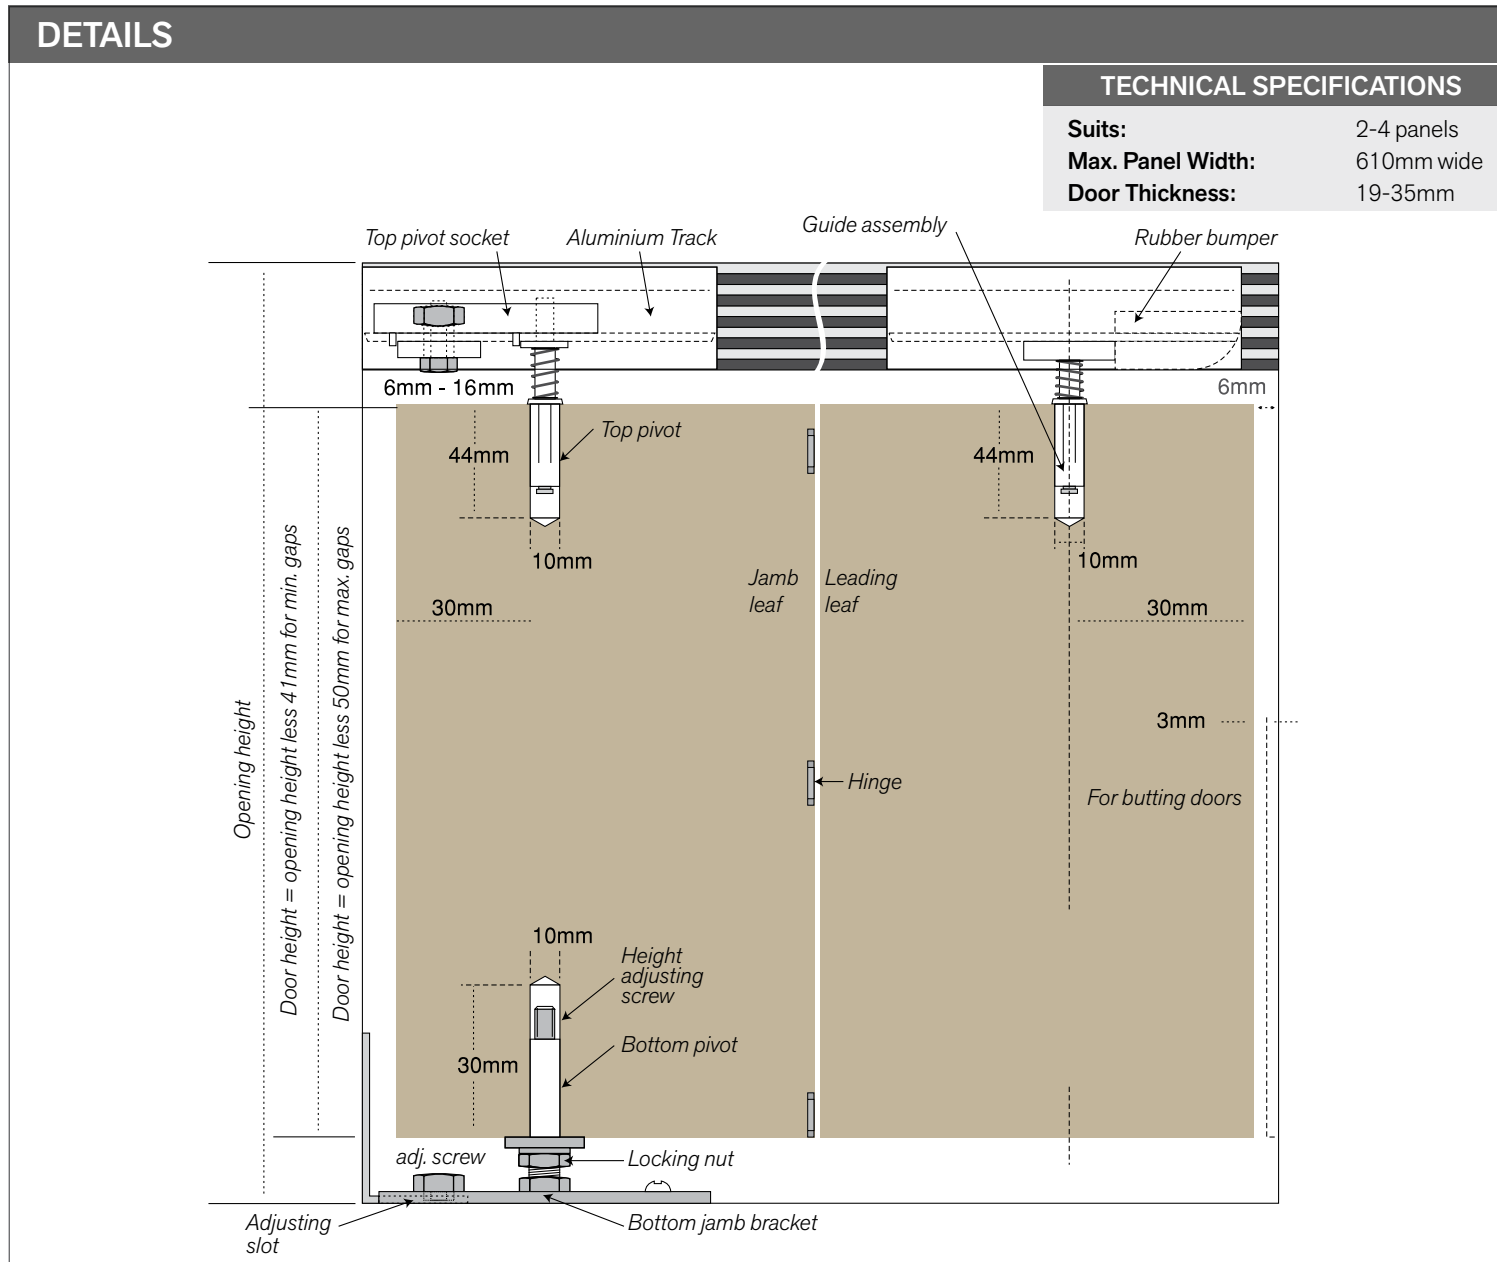 DETAILS
TECHNICAL SPECIFICATIONS
Suits: 2-4 panels
Max. Panel Width: 610mm wide
Door Thickness: 19-35mm
Top pivot socket
Aluminium Track
Guide assembly
Rubber bumper
6mm - 16mm
6mm
44mm
Top pivot
44mm
10mm
10mm
Jamb
leaf
Leading
leaf
30mm
30mm
Opening height
Door height = opening height less 41mm for min. gaps
Door height = opening height less 50mm for max. gaps
3mm
Hinge
For butting doors
10mm
Height
adjusting
screw
Bottom pivot
30mm
adj. screw
Locking nut
Adjusting
slot
Bottom jamb bracket